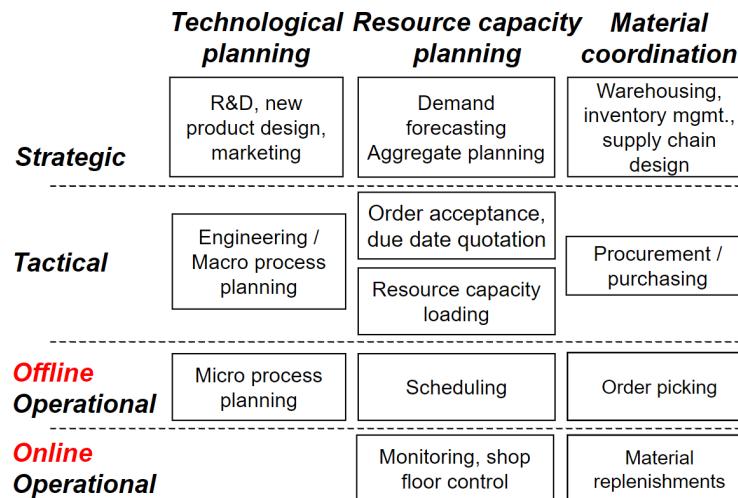 Technological planning
Resource capacity planning
Material coordination
Strategic
R&D, new
product design,
marketing
Demand
forecasting
Aggregate planning
Warehousing,
inventory mgmt.,
supply chain
design
Tactical
Engineering /
Macro process
planning
Order acceptance,
due date quotation
Resource capacity
loading
Procurement /
purchasing
Offline
Operational
Micro process
planning
Scheduling
Order picking
Online
Operational
Monitoring, shop
floor control
Material
replenishments